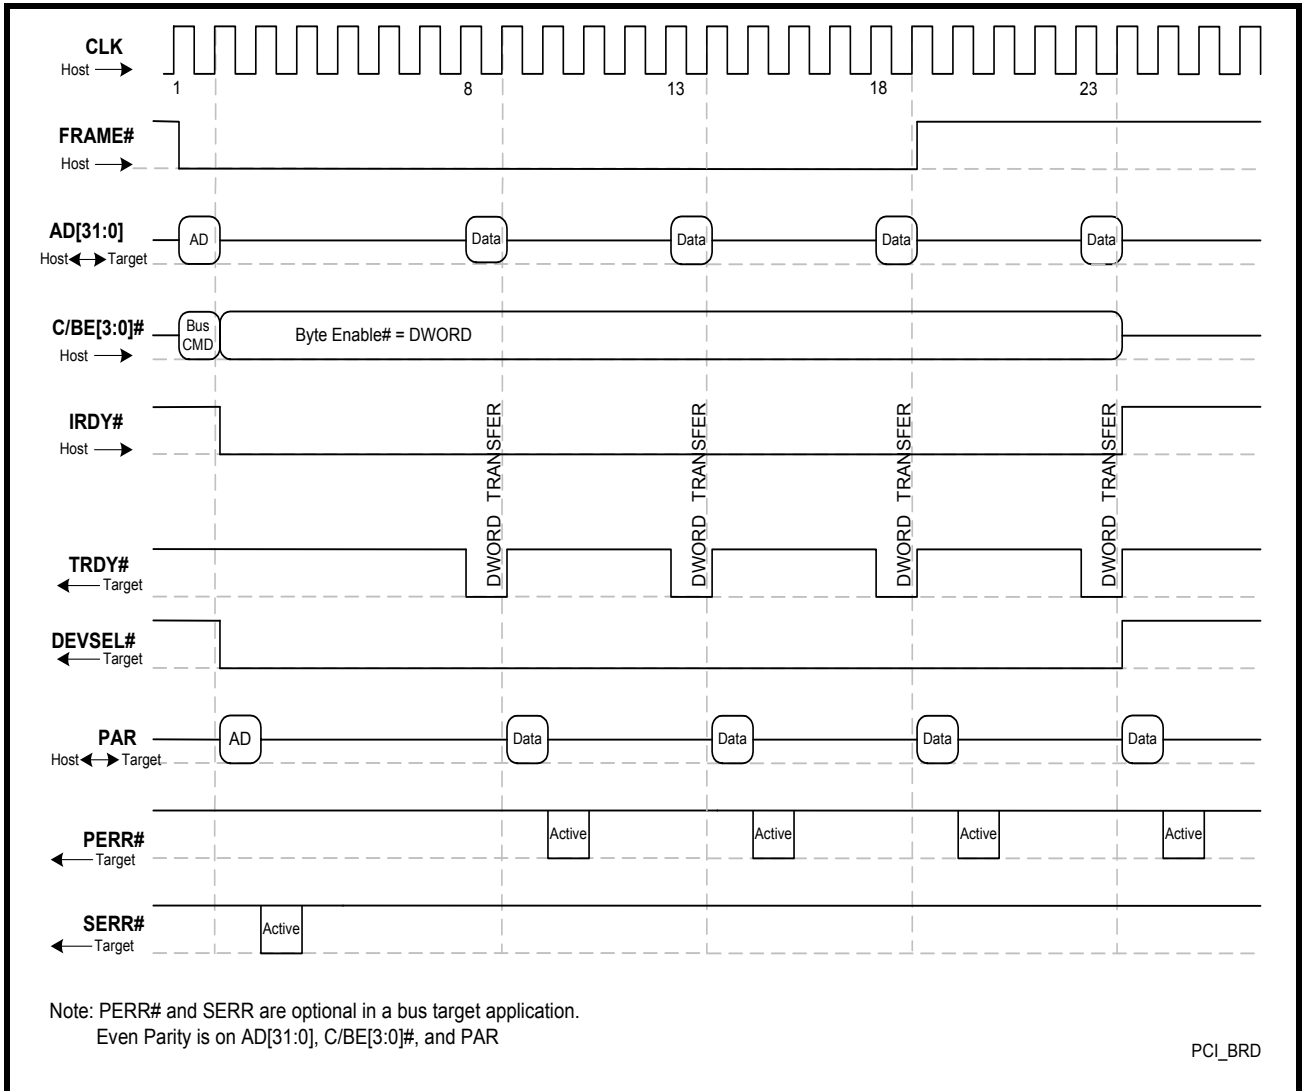 CLK
Host
1
8
13
18
23
FRAME#
Host
AD[31:0]
Host Target
AD
Data
Data
Data
Data
C/BE[3:0]#
Host
Bus
CMD
Byte Enable# = DWORD
IRDY#
Host
DWORD TRANSFER
DWORD TRANSFER
DWORD TRANSFER
DWORD TRANSFER
TRDY#
Target
DEVSEL#
Target
PAR
Host Target
AD
Data
Data
Data
Data
PERR#
Target
Active
Active
Active
Active
SERR#
Target
Active
Note: PERR# and SERR are optional in a bus target application.
Even Parity is on AD[31:0], C/BE[3:0]#, and PAR
PCI_BRD